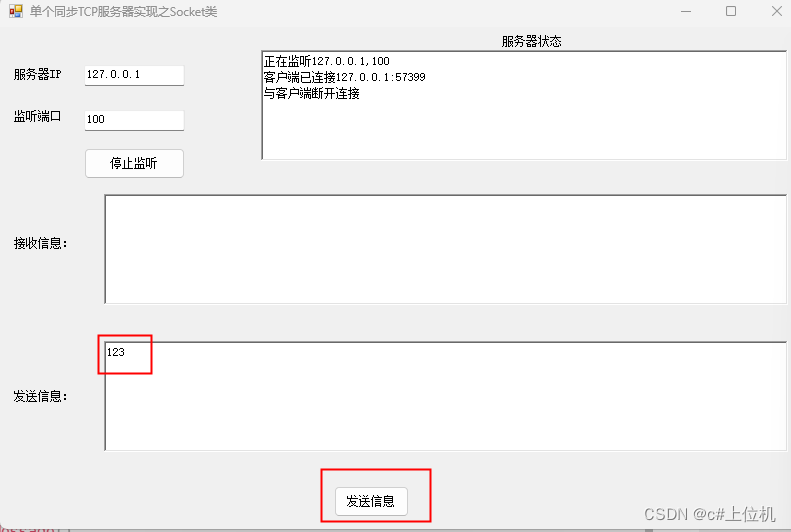 单个同步TCP服务器实现之Socket类
服务器状态
服务器IP
127.0.0.1
正在监听127.0.0.1,100
客户端已连接127.0.0.1:57399
与客户端断开连接
监听端口
100
停止监听
接收信息：
123
发送信息：
发送信息
CSDN @c#上位机